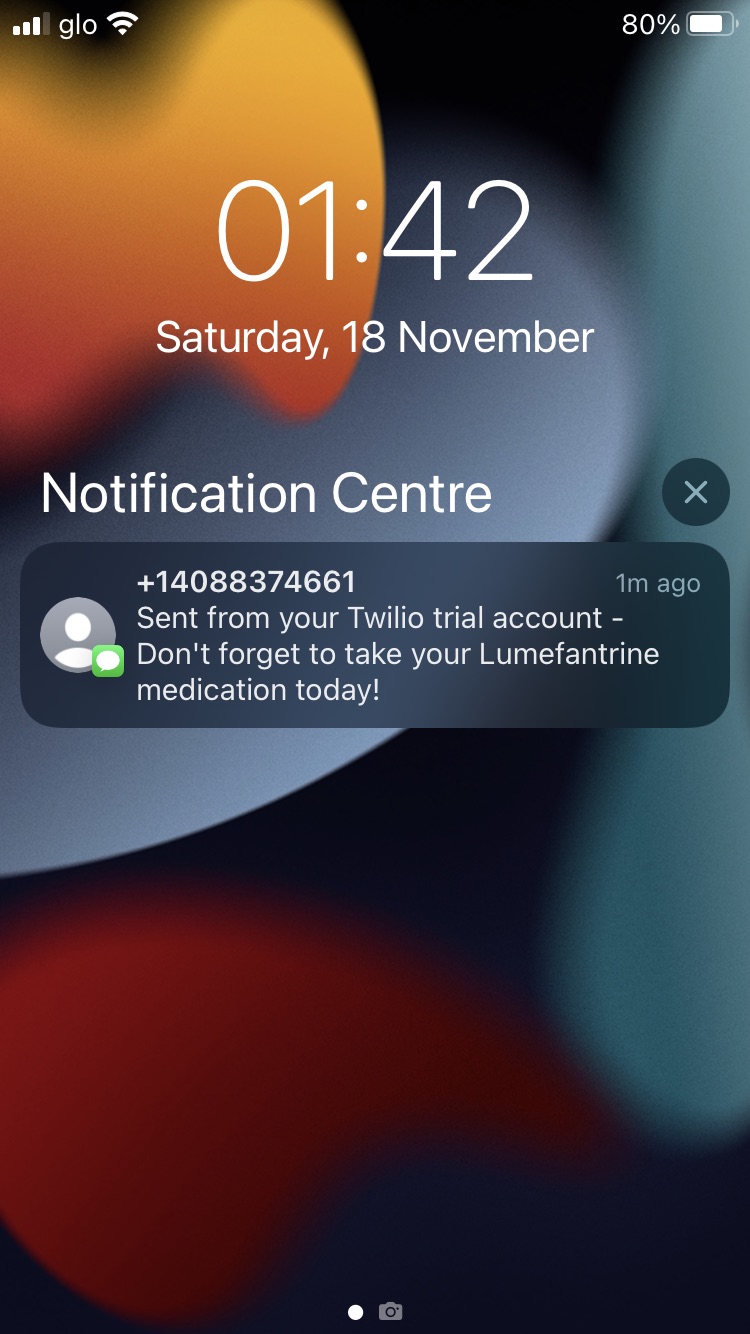 glo 80%
01:42
Saturday, 18 November
Notification Centre
+14088374661 1m ago
Sent from your Twilio trial account -
Don't forget to take your Lumefantrine
medication today!